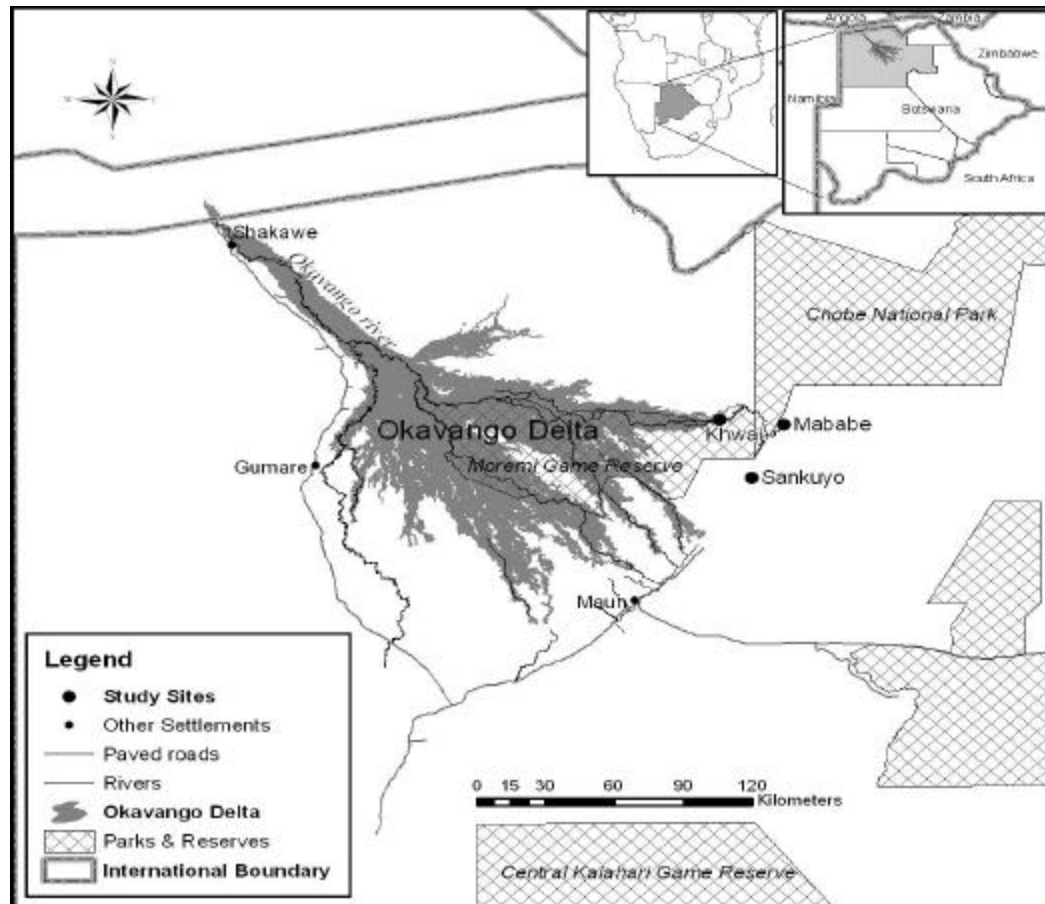 Angola
Zambia
Zimbabwe
Namibia
Botswana
South Africa
N
Shakawe
Okavango river
Chobe National Park
Okavango Delta
Khwai
Mababe
Gumare
Moremi Game Reserve
Sankuyo
Maun
Legend
Study Sites
Other Settlements
Paved roads
Rivers
Okavango Delta
Parks & Reserves
International Boundary
0 15 30 60 90 120
Kilometers
Central Kalahari Game Reserve